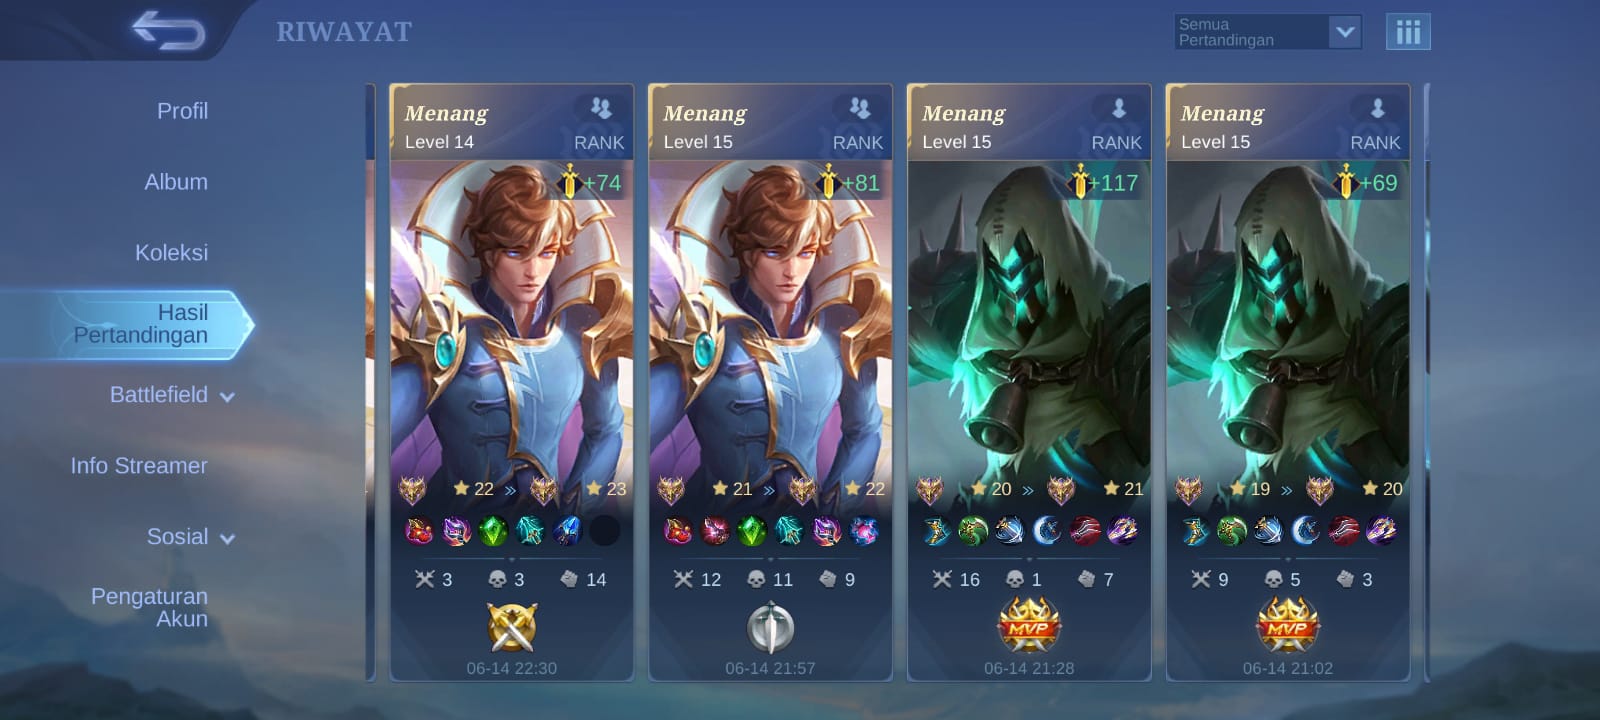 RIWAYAT
Semua
Pertandingan
Profil
Album
Koleksi
Hasil
Pertandingan
Battlefield
Info Streamer
Sosial
Pengaturan
Akun
Menang
Level 14
RANK
+74
22 » 23
3 3 14
06-14 22:30
Menang
Level 15
RANK
+81
21 » 22
12 11 9
06-14 21:57
Menang
Level 15
RANK
+117
20 » 21
16 1 7
MVP
06-14 21:28
Menang
Level 15
RANK
+69
19 » 20
9 5 3
MVP
06-14 21:02